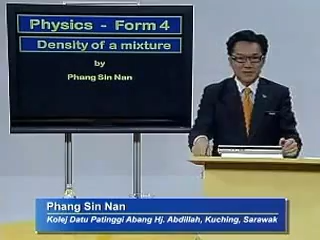 Physics - Form 4
Density of a mixture
by
Phang Sin Nan
Phang Sin Nan
Kolej Datu Patinggi Abang Hj. Abdillah, Kuching, Sarawak